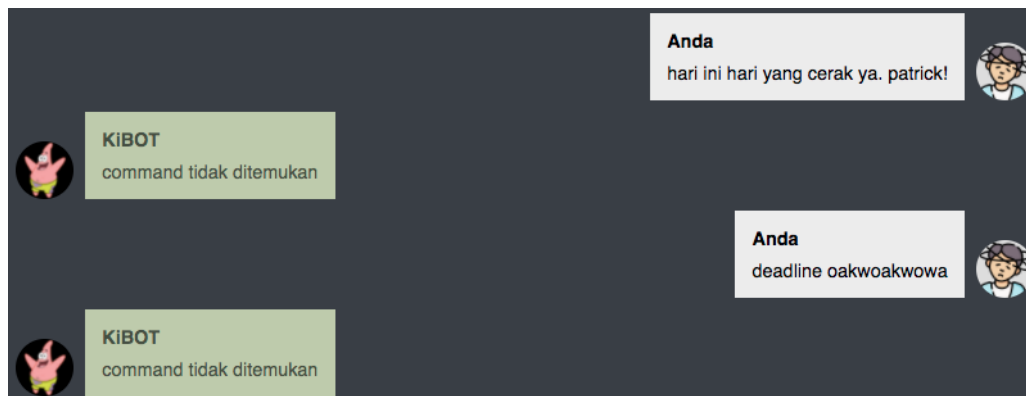 Anda
hari ini hari yang cerak ya. patrick!
KiBOT
command tidak ditemukan
Anda
deadline oakwoakwowa
KiBOT
command tidak ditemukan